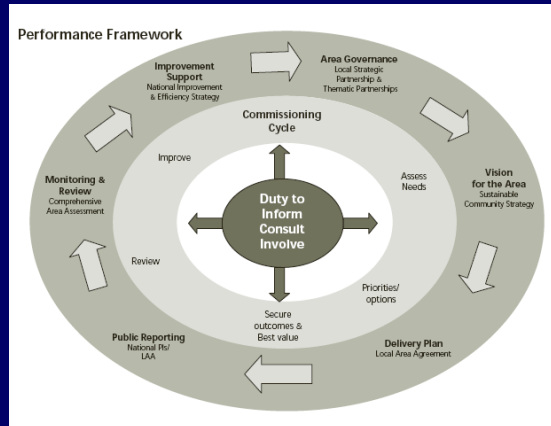 Performance Framework
Improvement
Support
National Improvement
& Efficiency Strategy
Area Governance
Local Strategic
Partnership &
Thematic Partnerships
Vision
for the Area
Sustainable
Community Strategy
Delivery Plan
Local Area Agreement
Public Reporting
National PIs/
LAA
Monitoring &
Review
Comprehensive
Area Assessment
Commissioning
Cycle
Assess
Needs
Priorities/
options
Secure
outcomes &
Best value
Review
Improve
Duty to
Inform
Consult
Involve